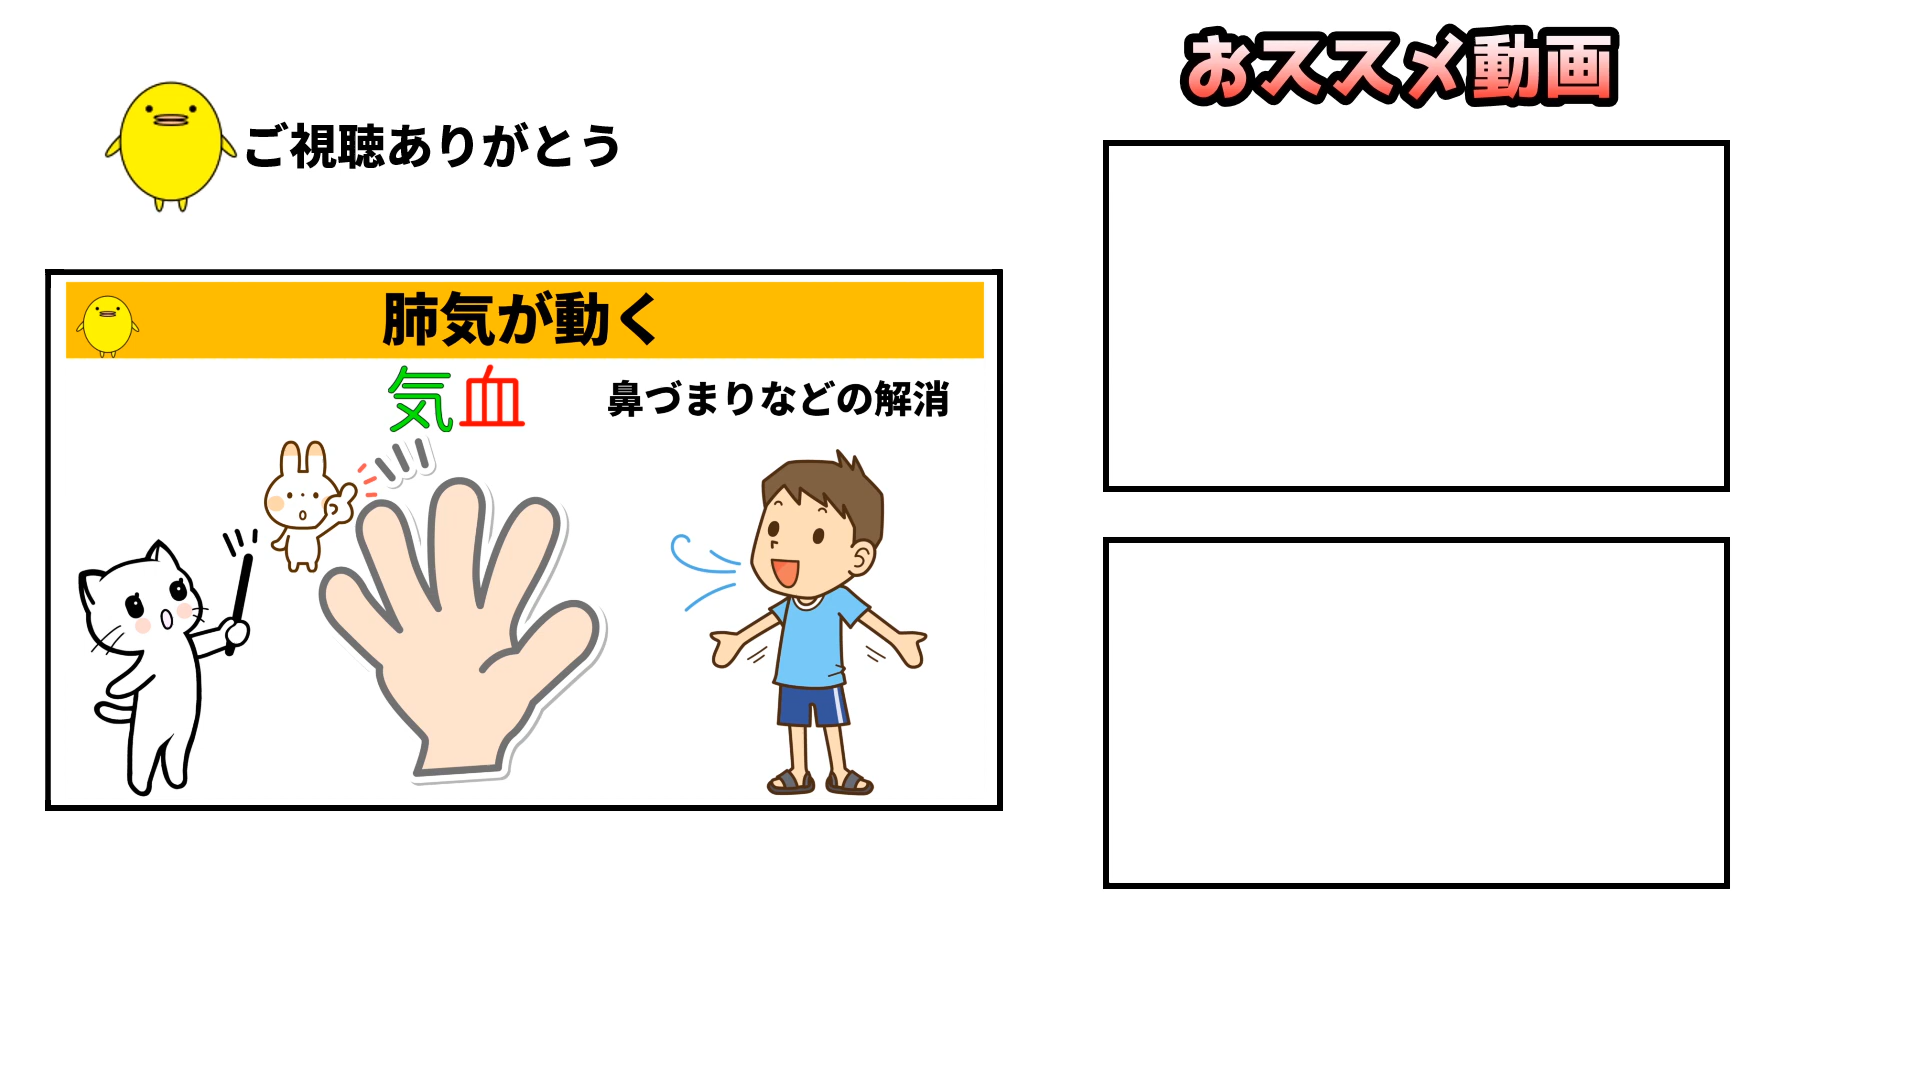 おススメ動画
ご視聴ありがとう
肺気が動く
気血
鼻づまりなどの解消